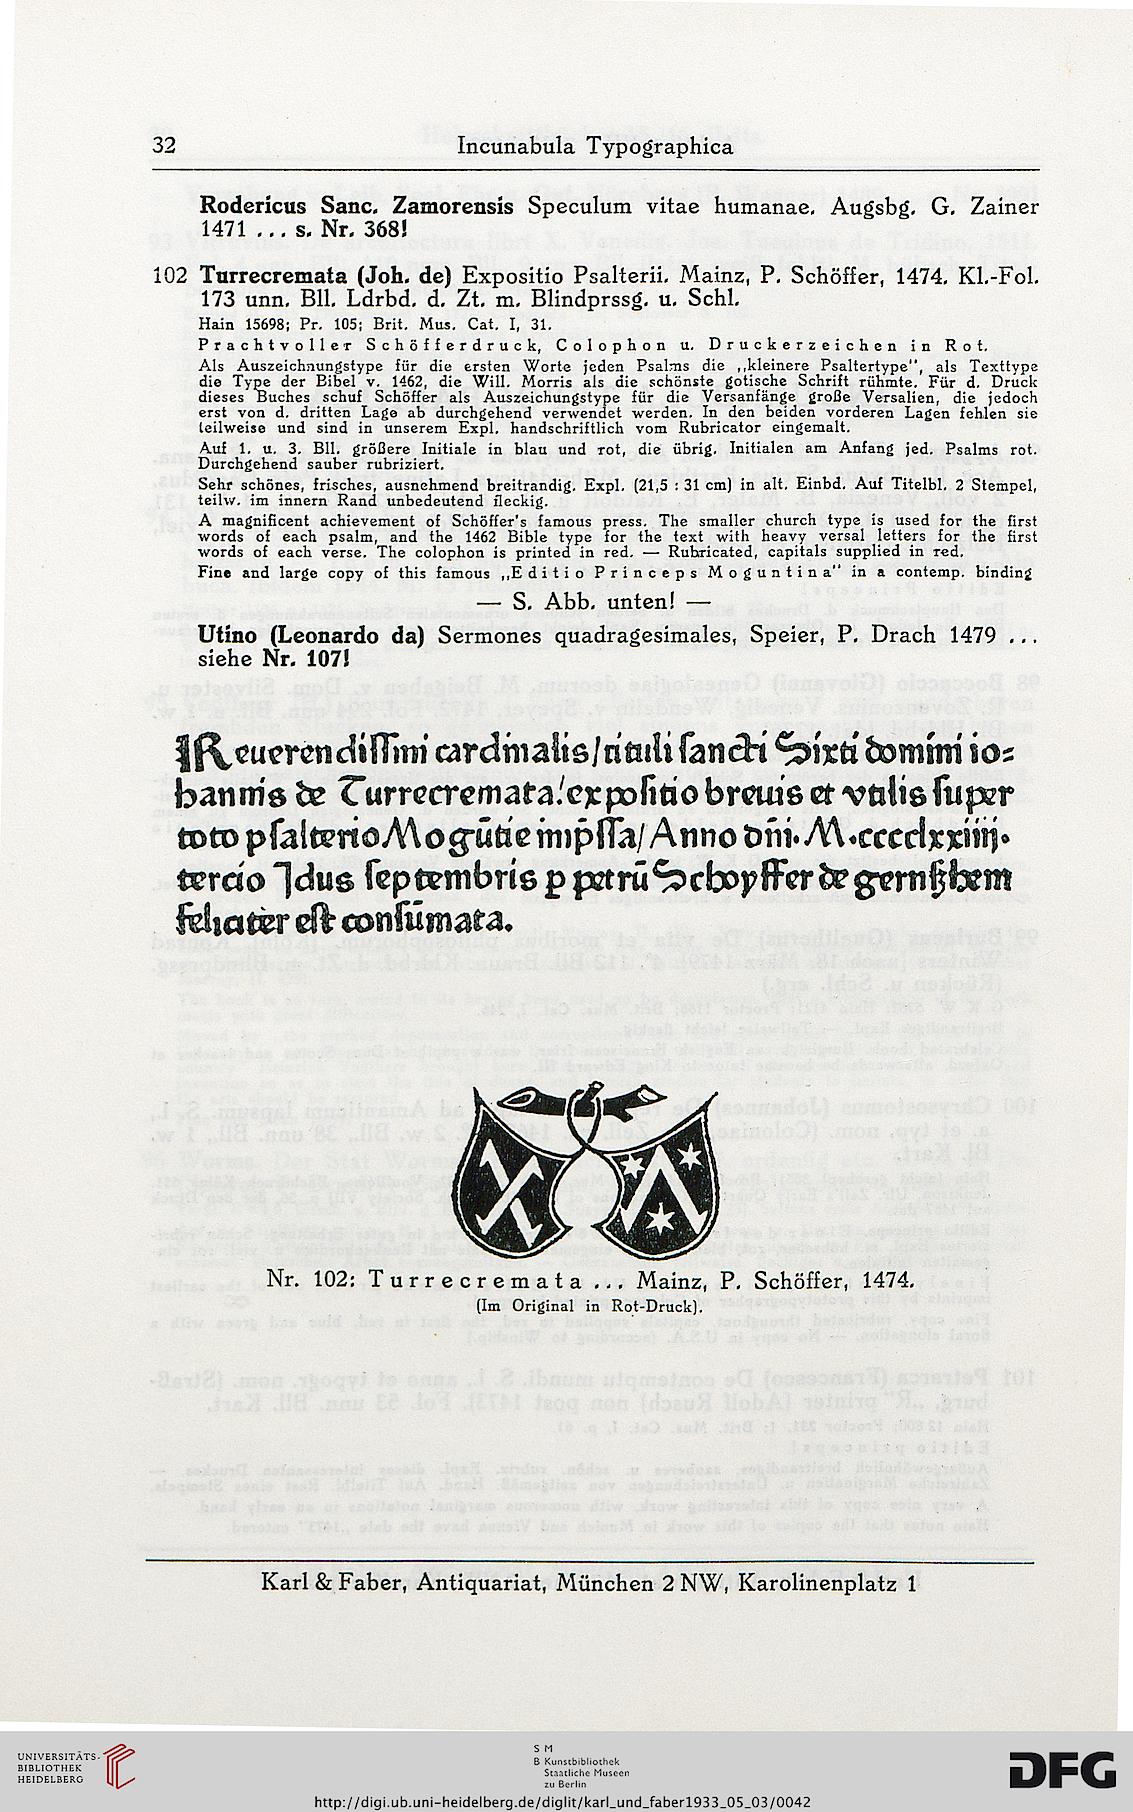 32 Incunabula Typographica
Rodericus Sanc. Zamorensis Speculum vitae humanae. Augsbg. G. Zainer
1471 ... s. Nr. 368!
102 Turrecremata (Joh. de) Expositio Psalterii. Mainz, P. Schöffer, 1474. Kl.-Fol.
173 unn. Bll. Ldrbd. d. Zt. m. Blindprssg. u. Schl.
Hain 15698; Pr. 105; Brit. Mus. Cat. I, 31.
Prachtvoller Schöfferdruck, Colophon u. Druckerzeichen in Rot.
Als Auszeichnungstype für die ersten Worte jeden Psalms die „kleinere Psaltertype", als Texttype
die Type der Bibel v. 1462, die Will. Morris als die schönste gotische Schrift rühmte. Für d. Druck
dieses Buches schuf Schöffer als Auszeichungstype für die Versanfänge große Versalien, die jedoch
erst von d. dritten Lage ab durchgehend verwendet werden. In den beiden vorderen Lagen fehlen sie
teilweise und sind in unserem Expl. handschriftlich vom Rubricator eingemalt.
Auf 1. u. 3. Bll. größere Initiale in blau und rot, die übrig. Initialen am Anfang jed. Psalms rot.
Durchgehend sauber rubriziert.
Sehr schönes, frisches, ausnehmend breitrandig. Expl. (21,5 : 31 cm) in alt. Einbd. Auf Titelbl. 2 Stempel,
teilw. im innern Rand unbedeutend fleckig.
A magnificent achievement of Schöffer's famous press. The smaller church type is used for the first
words of each psalm, and the 1462 Bible type for the text with heavy versal letters for the first
words of each verse. The colophon is printed in red. — Rubricated, capitals supplied in red.
Fine and large copy of this famous „Editio Princeps Moguntina" in a contemp. binding
— S. Abb. unten! —
Utino (Leonardo da) Sermones quadragesimales, Speier, P. Drach 1479 ...
siehe Nr. 107!
Reuerendissimi cardinalis/tituli sancti Sixti domini io=
hannis de Turrecremata/expositio breuis et vtilis super
toto psalterio Mogūtie īmpssa/Anno dñi. M.cccclxxiiij.
tercio Jdus septembris p petrū Schoyffer de gernszhem
feliciter est consūmata.
Nr. 102: Turrecremata ... Mainz, P. Schöffer, 1474.
(Im Original in Rot-Druck).
Karl & Faber, Antiquariat, München 2 NW, Karolinenplatz 1
UNIVERSITÄTS-
BIBLIOTHEK
HEIDELBERG
S M
B Kunstbibliothek
Staatliche Museen
zu Berlin
DFG
http://digi.ub.uni-heidelberg.de/diglit/karl_und_faber1933_05_03/0042